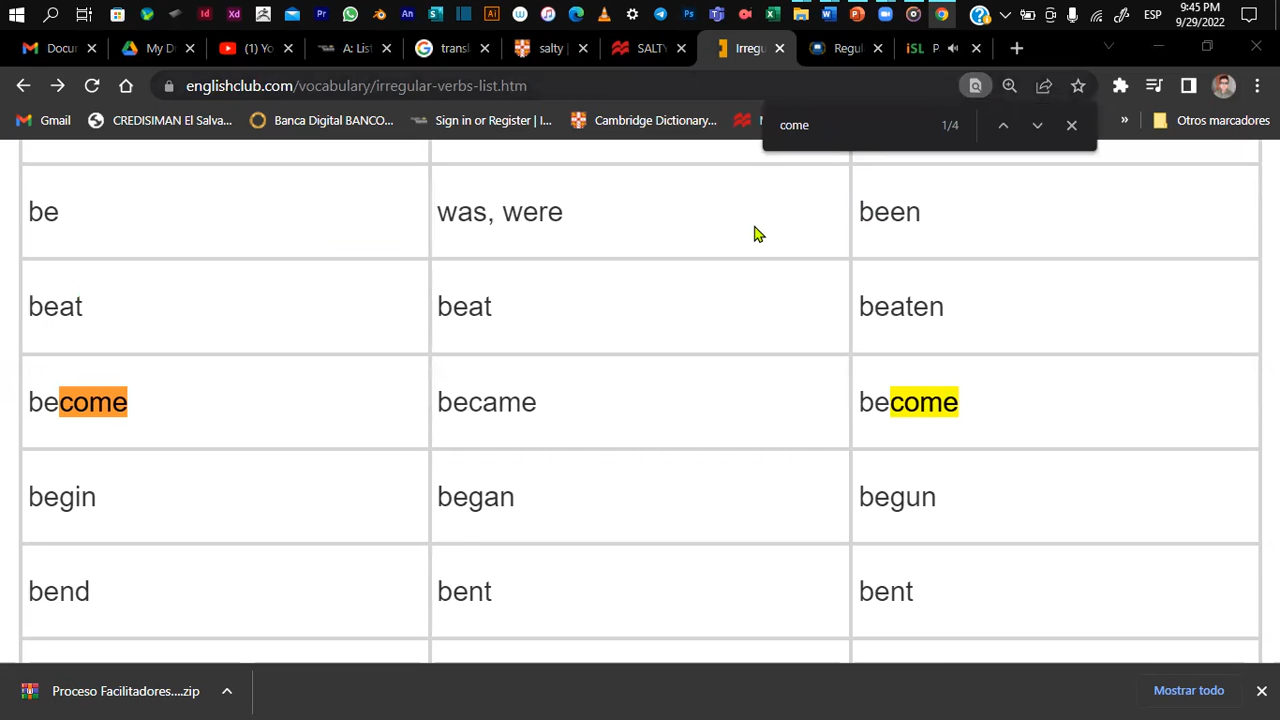 ESP
9:45 PM
9/29/2022
Docun
My D
(1) Yo
A: List
transl
salty
SALTY
Irregu
Regul
iSL P
englishclub.com/vocabulary/irregular-verbs-list.htm
Gmail
CREDISIMAN El Salva...
Banca Digital BANCO...
Sign in or Register | I...
Cambridge Dictionary...
»
Otros marcadores
come
1/4
be
was, were
been
beat
beat
beaten
become
became
become
begin
began
begun
bend
bent
bent
Proceso Facilitadores....zip
Mostrar todo